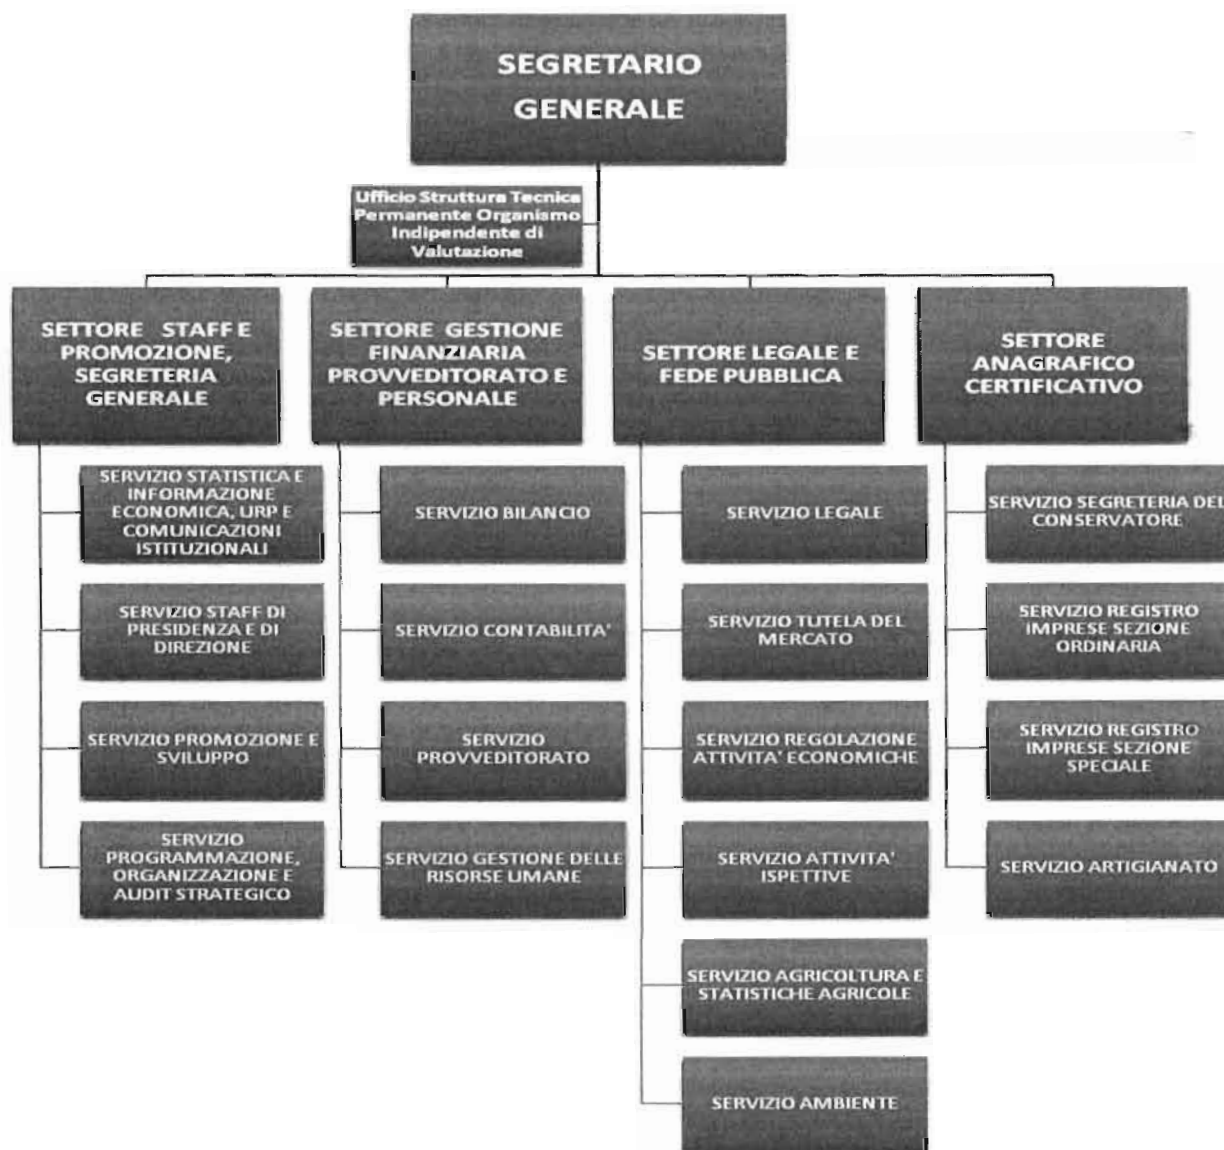 SEGRETARIO
GENERALE
Ufficio Struttura Tecnica
Permanente Organismo
Indipendente di
Valutazione
SETTORE STAFF E
PROMOZIONE,
SEGRETERIA
GENERALE
SETTORE GESTIONE
FINANZIARIA
PROVVEDITORATO E
PERSONALE
SETTORE LEGALE E
FEDE PUBBLICA
SETTORE
ANAGRAFICO
CERTIFICATIVO
SERVIZIO STATISTICA E
INFORMAZIONE
ECONOMICA, URP E
COMUNICAZIONI
ISTITUZIONALI
SERVIZIO STAFF DI
PRESIDENZA E DI
DIREZIONE
SERVIZIO PROMOZIONE E
SVILUPPO
SERVIZIO
PROGRAMMAZIONE,
ORGANIZZAZIONE E
AUDIT STRATEGICO
SERVIZIO BILANCIO
SERVIZIO CONTABILITA'
SERVIZIO
PROVVEDITORATO
SERVIZIO GESTIONE DELLE
RISORSE UMANE
SERVIZIO LEGALE
SERVIZIO TUTELA DEL
MERCATO
SERVIZIO REGOLAZIONE
ATTIVITA' ECONOMICHE
SERVIZIO ATTIVITA'
ISPETTIVE
SERVIZIO AGRICOLTURA E
STATISTICHE AGRICOLE
SERVIZIO AMBIENTE
SERVIZIO SEGRETERIA DEL
CONSERVATORE
SERVIZIO REGISTRO
IMPRESE SEZIONE
ORDINARIA
SERVIZIO REGISTRO
IMPRESE SEZIONE
SPECIALE
SERVIZIO ARTIGIANATO